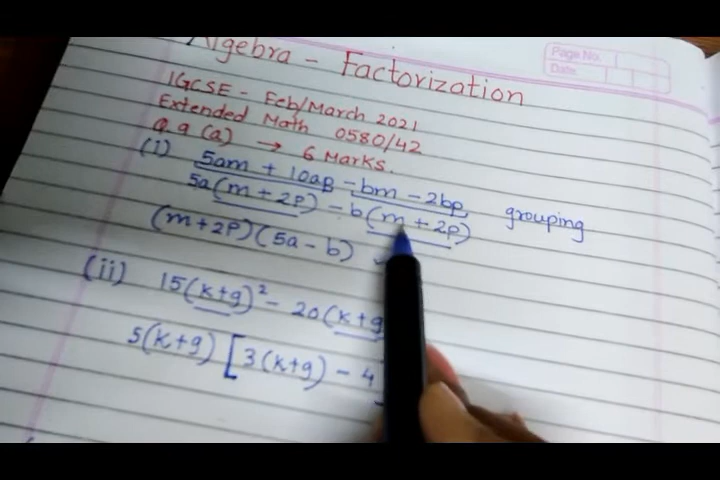 Page No.
Date
Algebra - Factorization
IGCSE - Feb/March 2021
Extended Math 0580/42
Q 9 (a) → 6 Marks.
(i) 5am + 10ap - bm - 2bp, grouping
5a(m + 2p) - b(m + 2p)
(m+2p)(5a - b)
(ii) 15(k+g)² - 20(k+g
5(k+g) [3(k+g) - 4